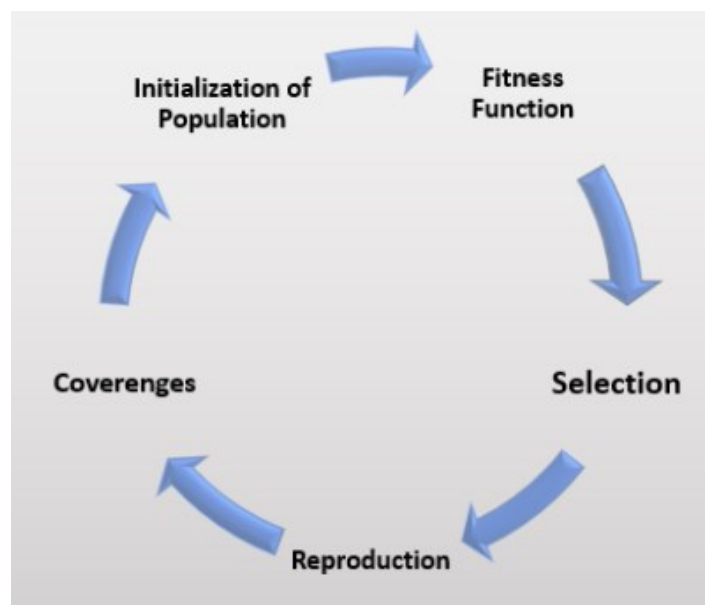 Initialization of
Population
Fitness
Function
Selection
Reproduction
Coverenges